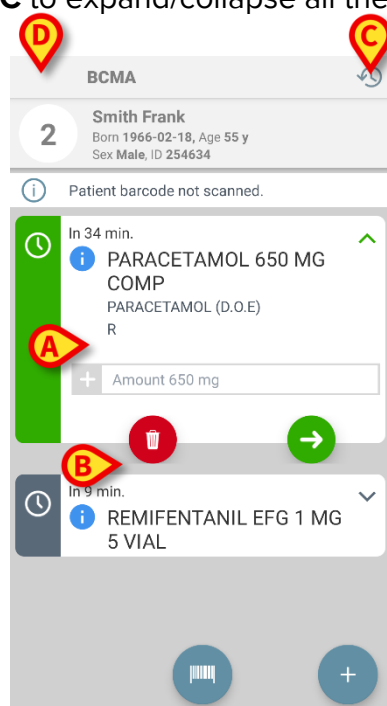 C to expand/collapse all the
D
C
BCMA
2
Smith Frank
Born 1966-02-18, Age 55 y
Sex Male, ID 254634
Patient barcode not scanned.
In 34 min.
PARACETAMOL 650 MG
COMP
PARACETAMOL (D.O.E)
R
A
Amount 650 mg
B
In 9 min.
REMIFENTANIL EFG 1 MG
5 VIAL